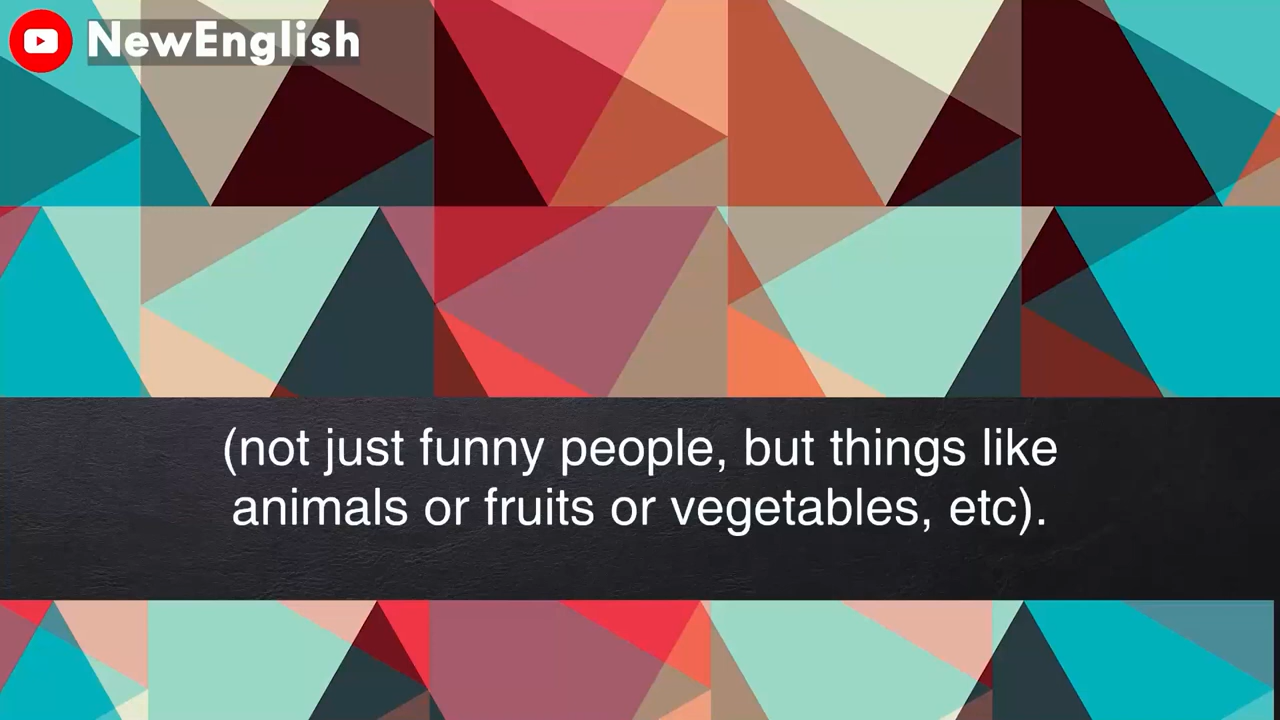 NewEnglish
(not just funny people, but things like
animals or fruits or vegetables, etc).